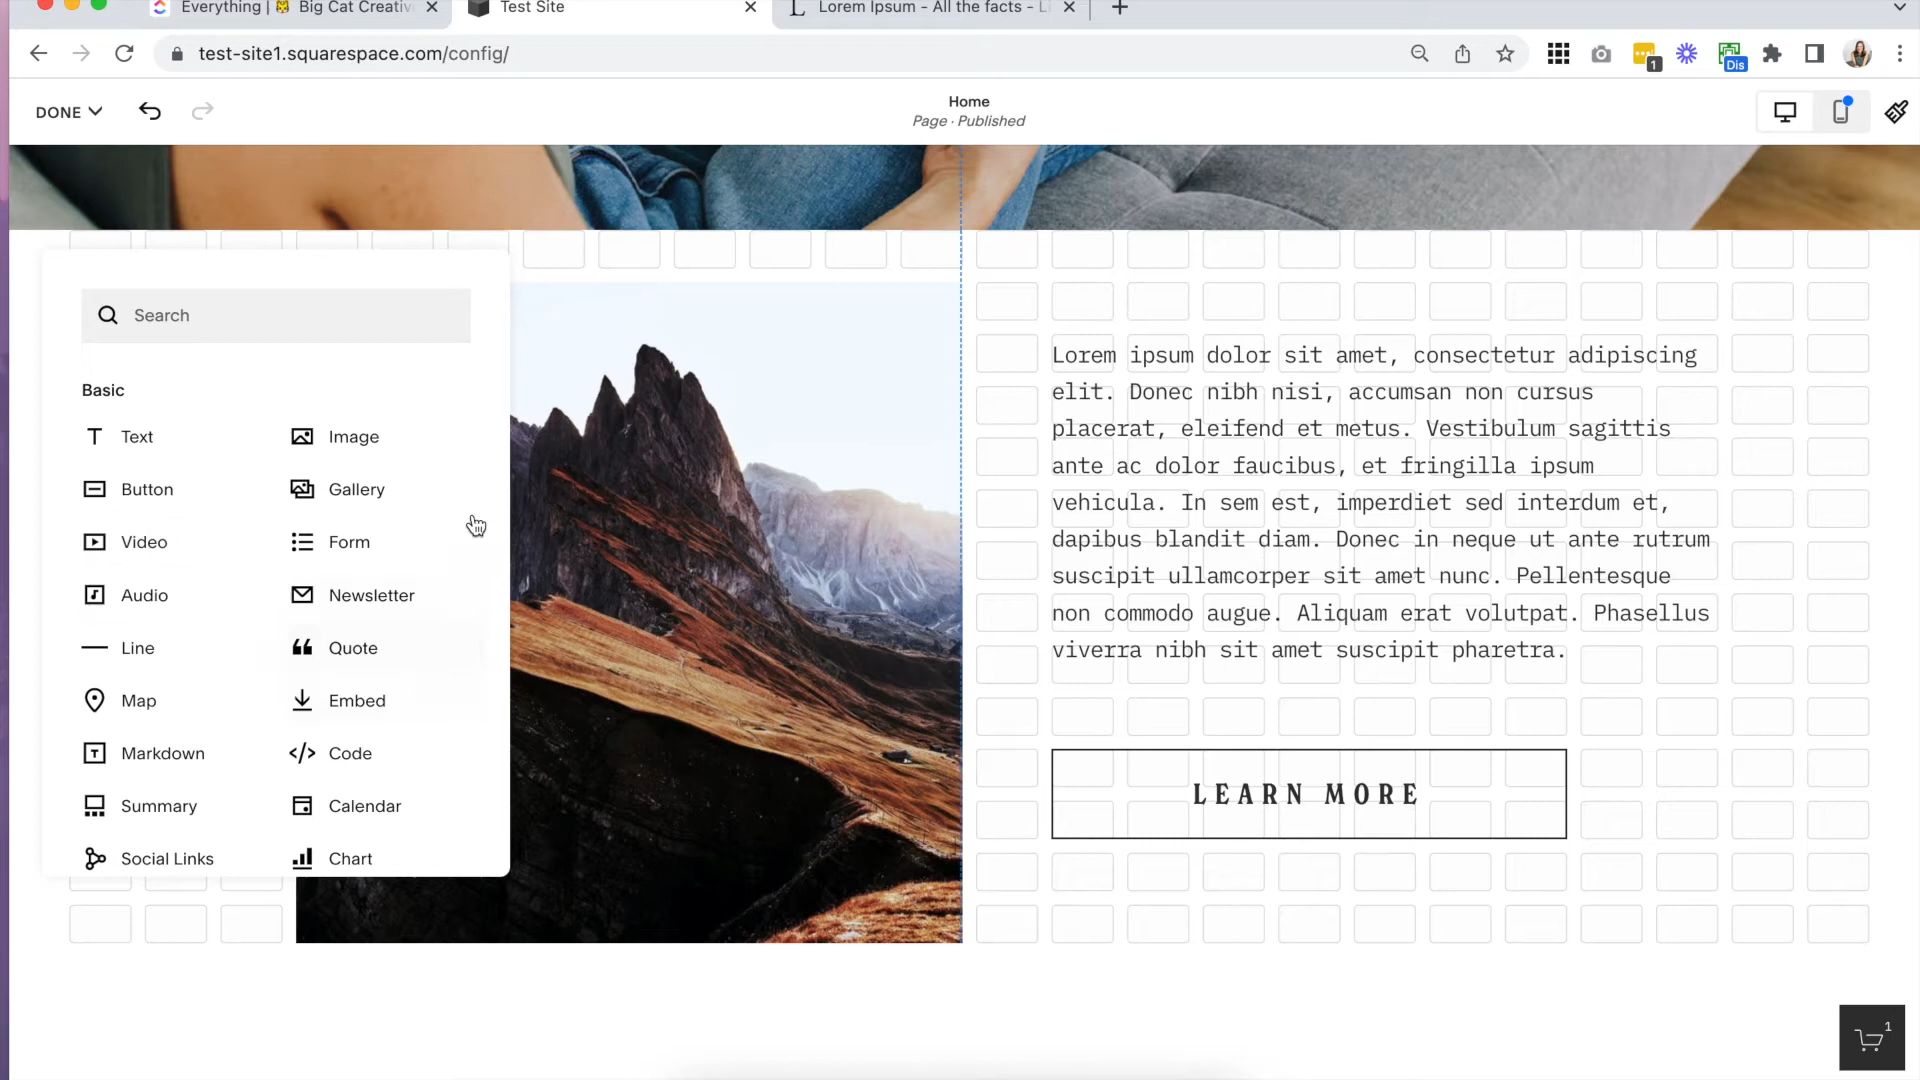 Everything | Big Cat Creativ
Test Site
Lorem Ipsum - All the facts - Li
test-site1.squarespace.com/config/
1
Dis
DONE
Home
Page · Published
Search
Basic
Text
Image
Button
Gallery
Video
Form
Audio
Newsletter
Line
Quote
Map
Embed
Markdown
Code
Summary
Calendar
Social Links
Chart
Lorem ipsum dolor sit amet, consectetur adipiscing
elit. Donec nibh nisi, accumsan non cursus
placerat, eleifend et metus. Vestibulum sagittis
ante ac dolor faucibus, et fringilla ipsum
vehicula. In sem est, imperdiet sed interdum et,
dapibus blandit diam. Donec in neque ut ante rutrum
suscipit ullamcorper sit amet nunc. Pellentesque
non commodo augue. Aliquam erat volutpat. Phasellus
viverra nibh sit amet suscipit pharetra.
LEARN MORE
1